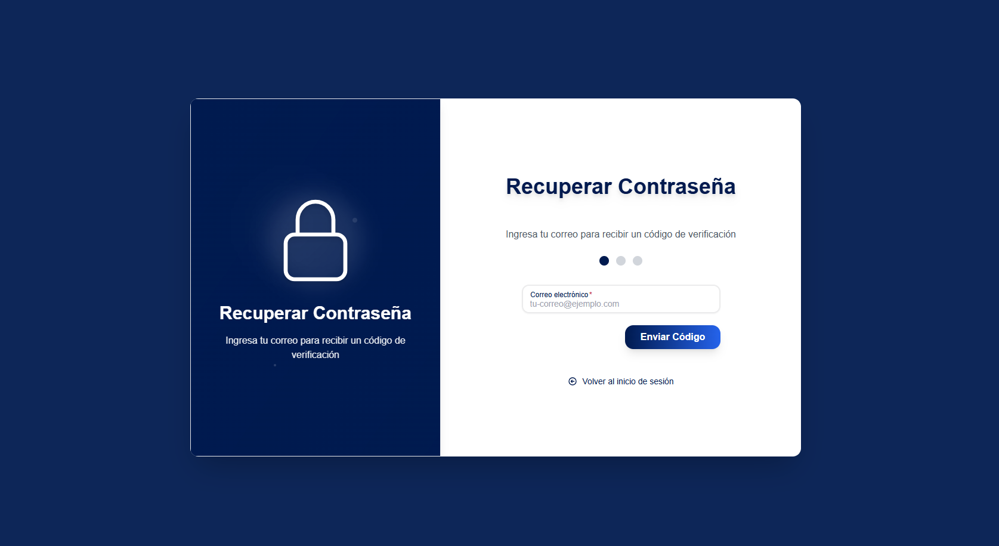 Recuperar Contraseña
Ingresa tu correo para recibir un código de
verificación
Recuperar Contraseña
Ingresa tu correo para recibir un código de verificación
Correo electrónico*
tu-correo@ejemplo.com
Enviar Código
Volver al inicio de sesión